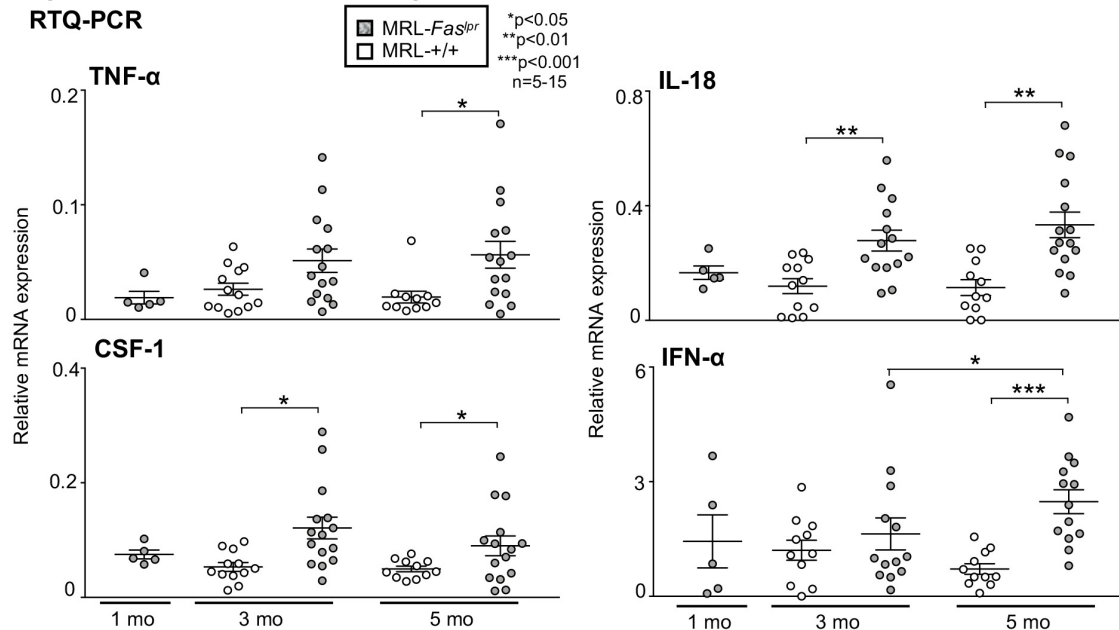 RTQ-PCR
MRL-Fas^lpr
MRL-+/+
*p<0.05
**p<0.01
***p<0.001
n=5-15
TNF-α
0.2
0.1
0
*
IL-18
0.8
0.4
0
**
**
Relative mRNA expression
Relative mRNA expression
CSF-1
0.4
0.2
0
*
*
IFN-α
6
3
0
*
***
1 mo
3 mo
5 mo
1 mo
3 mo
5 mo